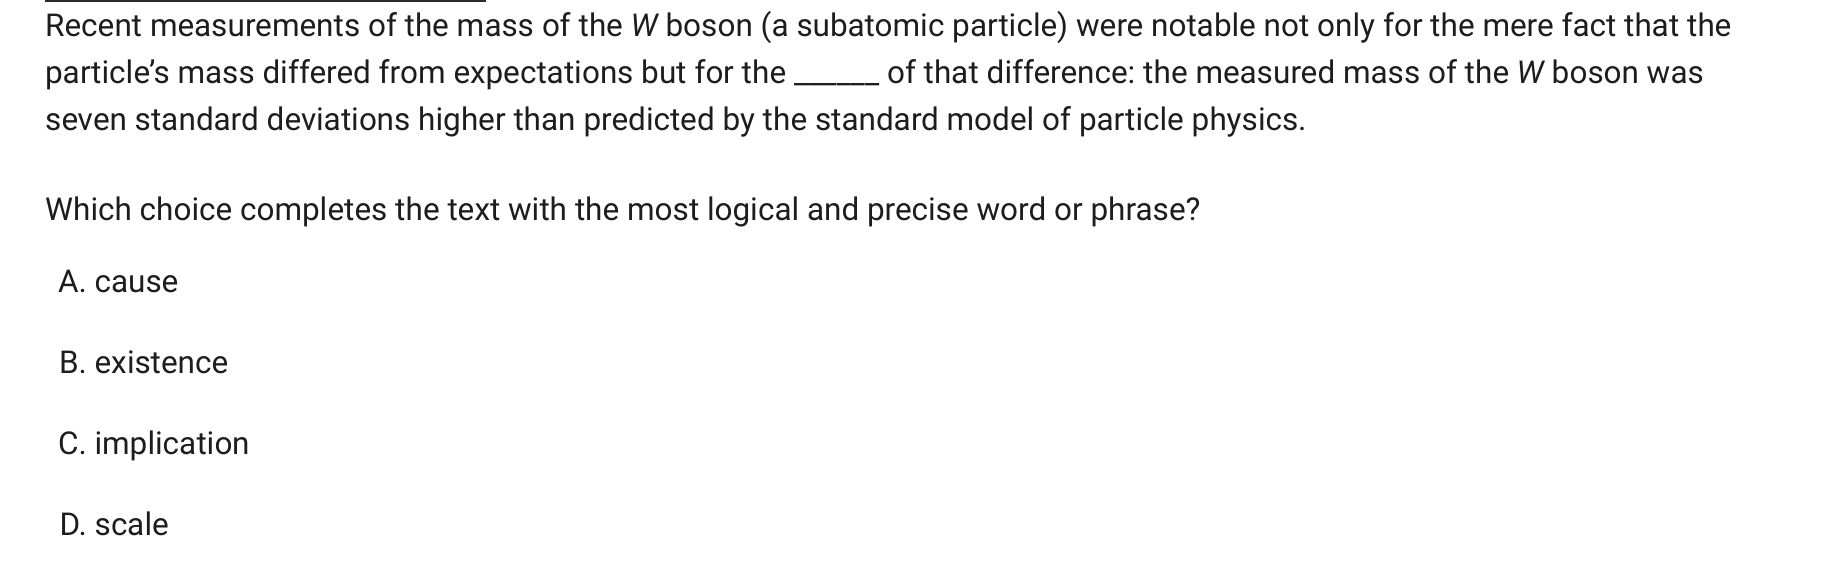 Recent measurements of the mass of the W boson (a subatomic particle) were notable not only for the mere fact that the
particle's mass differed from expectations but for the ______ of that difference: the measured mass of the W boson was
seven standard deviations higher than predicted by the standard model of particle physics.
Which choice completes the text with the most logical and precise word or phrase?
A. cause
B. existence
C. implication
D. scale